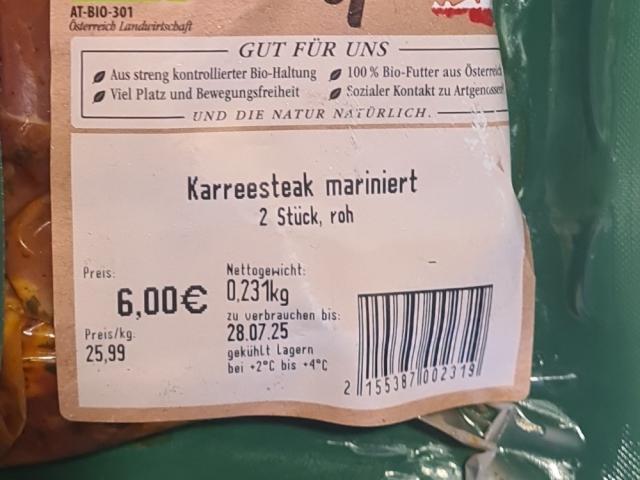 AT-BIO-301
Österreich Landwirtschaft
GUT FÜR UNS
Aus streng kontrollierter Bio-Haltung
100 % Bio-Futter aus Österreich
Viel Platz und Bewegungsfreiheit
Sozialer Kontakt zu Artgenossen
UND DIE NATUR NATÜRLICH.
Karreesteak mariniert
2 Stück, roh
Preis:
6,00€
Preis/kg:
25,99
Nettogewicht:
0,231kg
zu verbrauchen bis:
28.07.25
gekühlt lagern
bei +2°C bis +4°C
2 155387 002319